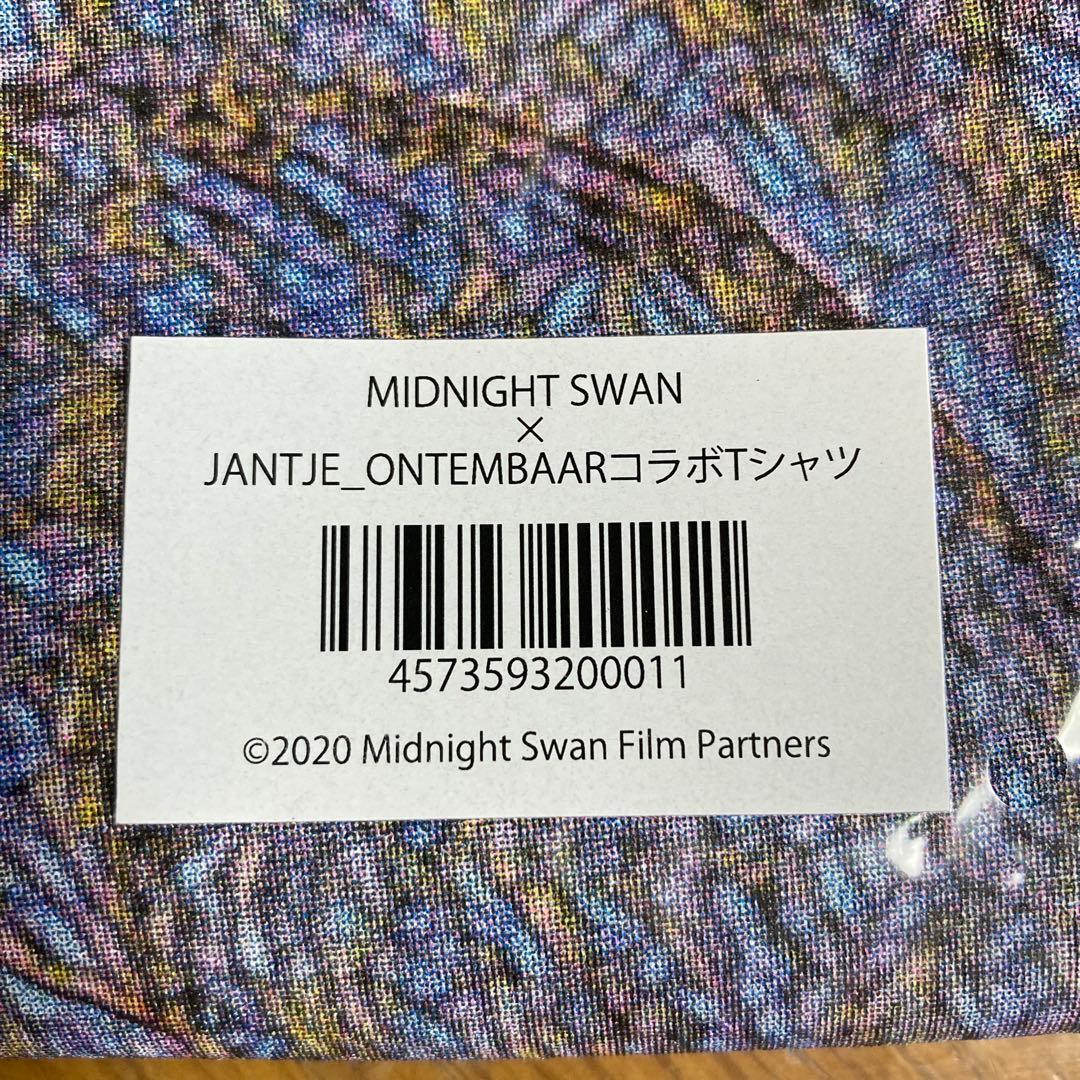 MIDNIGHT SWAN
×
JANTJE_ONTEMBAARコラボTシャツ
4573593200011
©2020 Midnight Swan Film Partners